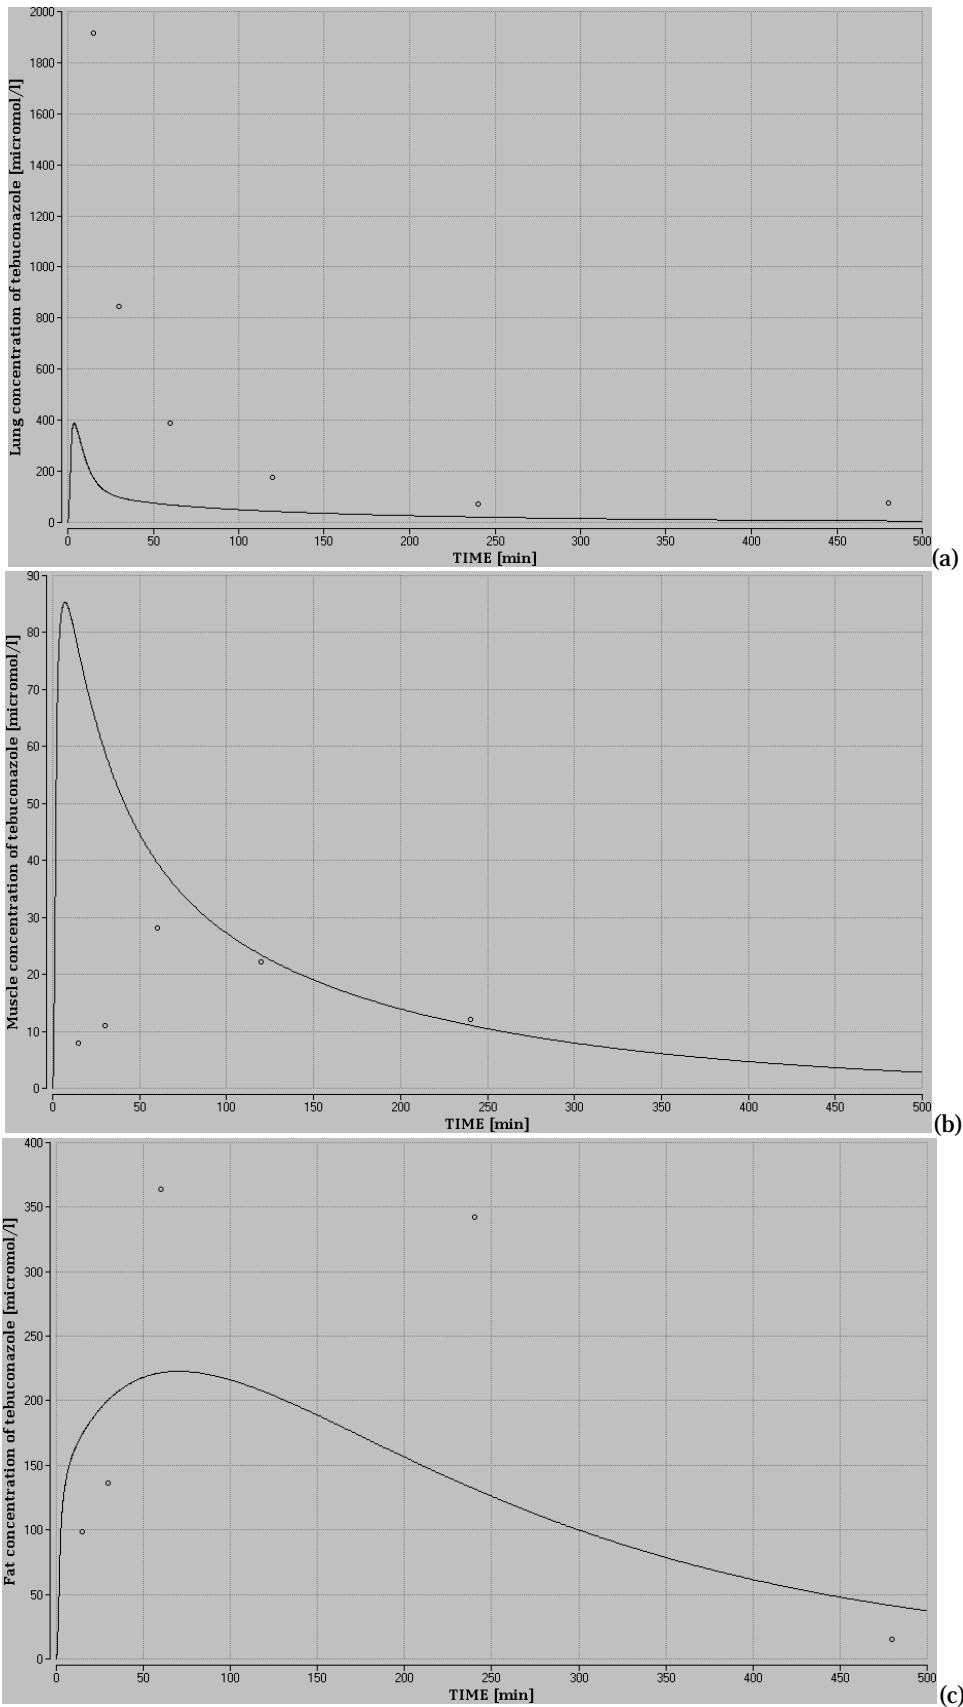 2000
1800
1600
1400
1200
1000
800
600
400
200
0
Lung concentration of tebuconazole [micromol/l]
0 50 100 150 200 250 300 350 400 450 500
TIME [min]
(a)
90
80
70
60
50
40
30
20
10
0
Muscle concentration of tebuconazole [micromol/l]
0 50 100 150 200 250 300 350 400 450 500
TIME [min]
(b)
400
350
300
250
200
150
100
50
0
Fat concentration of tebuconazole [micromol/l]
0 50 100 150 200 250 300 350 400 450 500
TIME [min]
(c)